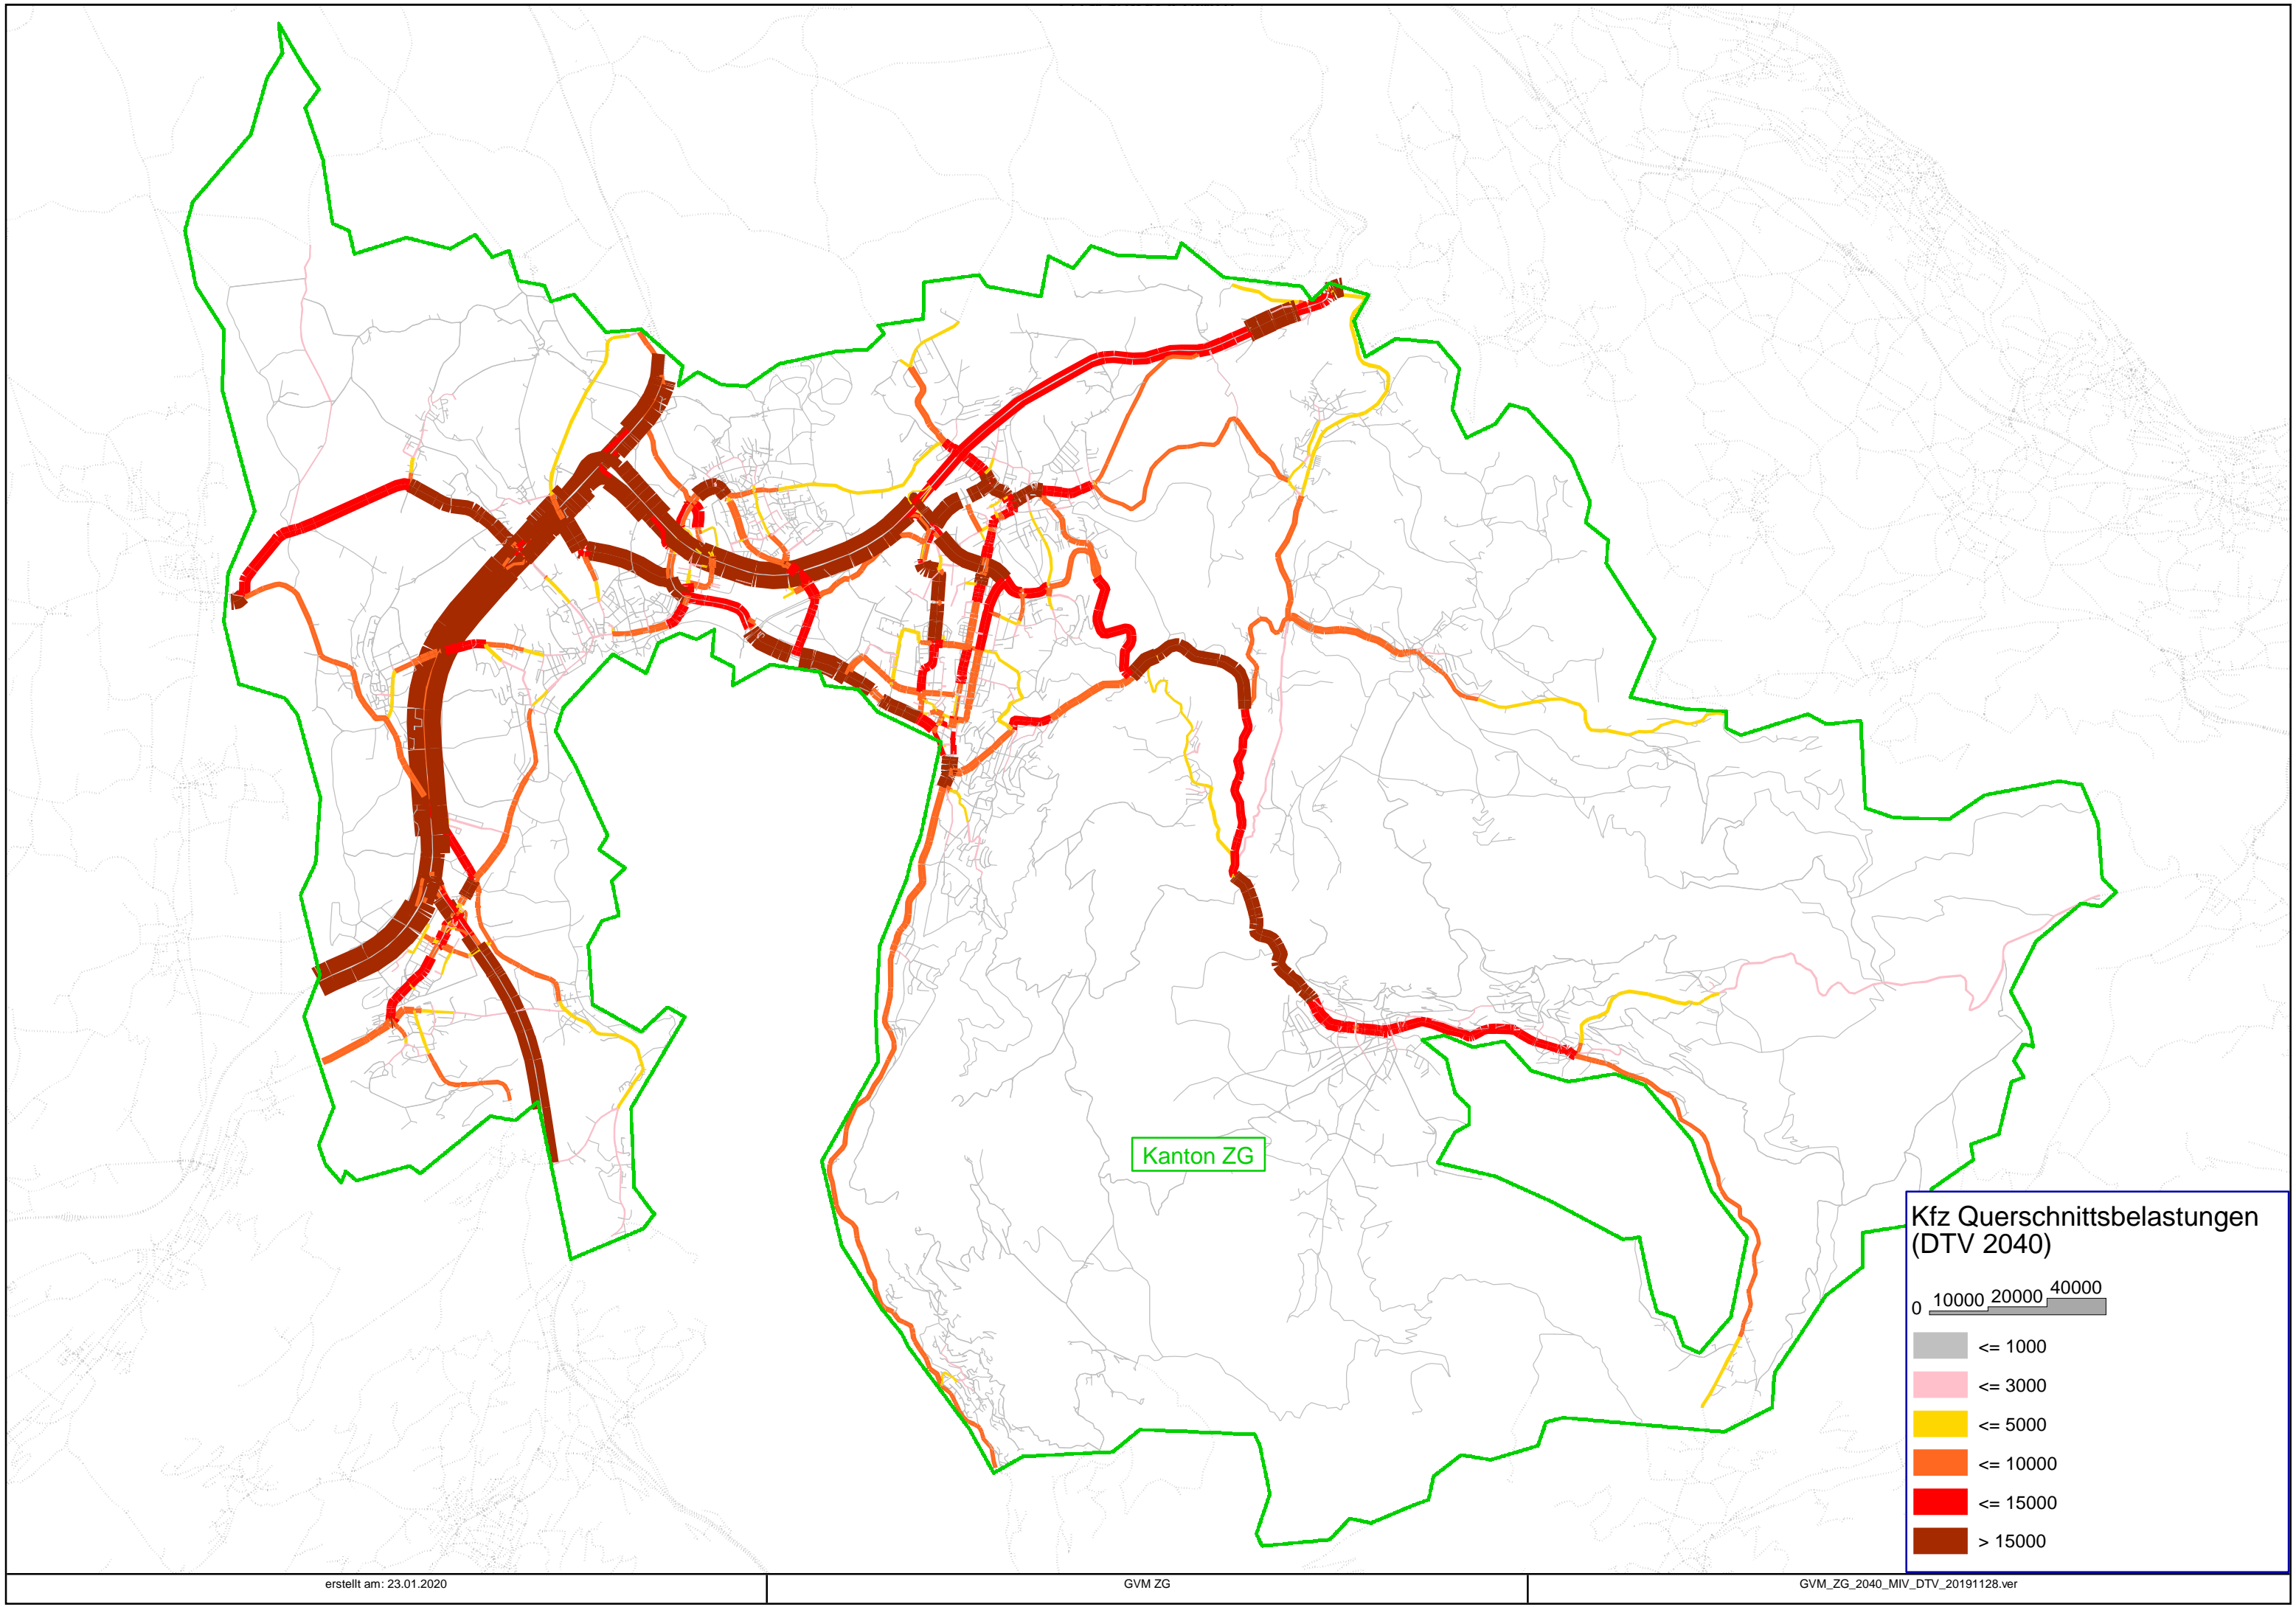 Kanton ZG
Kfz Querschnittsbelastungen
(DTV 2040)
0 10000 20000 40000
<= 1000
<= 3000
<= 5000
<= 10000
<= 15000
> 15000
erstellt am: 23.01.2020
GVM ZG
GVM_ZG_2040_MIV_DTV_20191128.ver